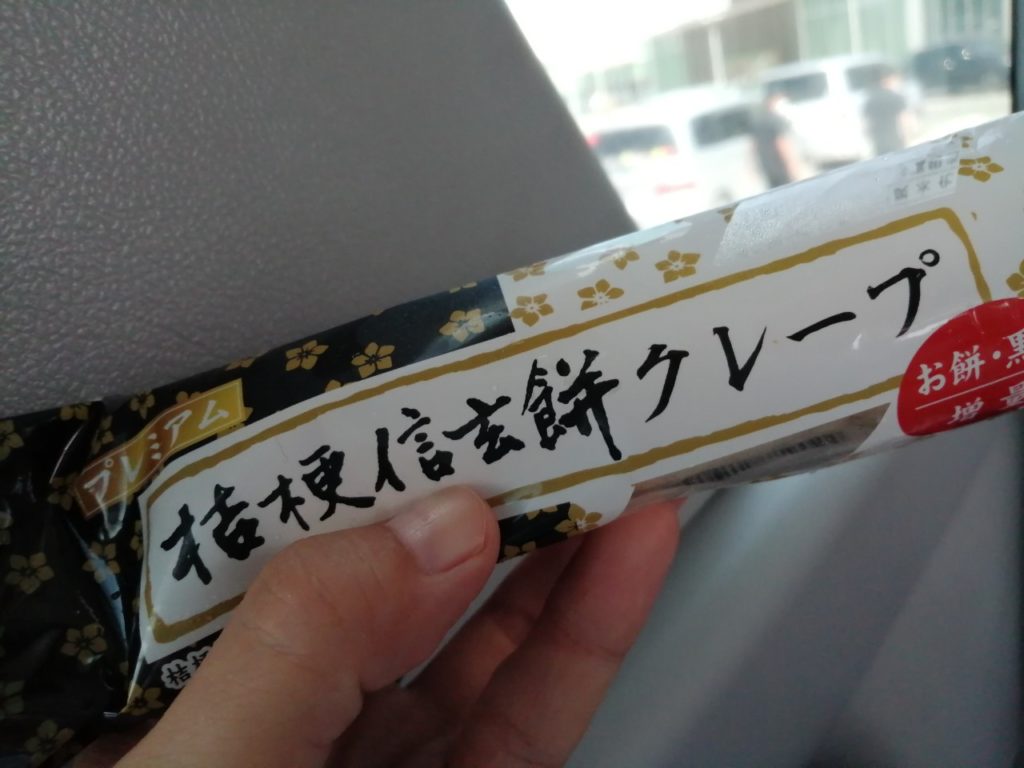 プレミアム
桔梗信玄餅クレープ
お餅・黒
増量